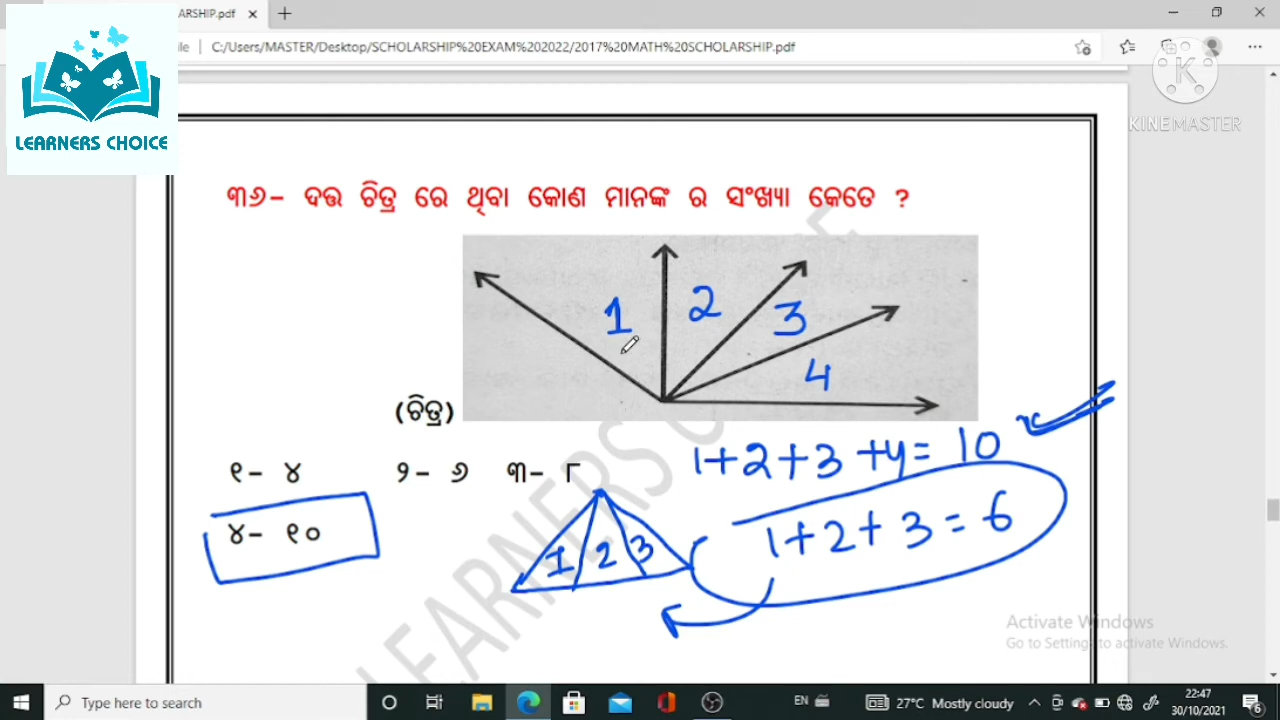 ARSHIP.pdf
C:/Users/MASTER/Desktop/SCHOLARSHIP%20EXAM%202022/2017%20MATH%20SCHOLARSHIP.pdf
K
KINEMASTER
LEARNERS CHOICE
୩୬- ଦତ୍ତ ଚିତ୍ର ରେ ଥିବା କୋଣ ମାନଙ୍କ ର ସଂଖ୍ୟା କେତେ ?
1 2 3 4
(ଚିତ୍ର)
1+2+3+4=10
୧- ୪ ୨- ୬ ୩- ୮
1+2+3=6
୪- ୧୦
1 2 3
LEARNERS C
Activate Windows
Go to Settings to activate Windows.
Type here to search
EN
27°C Mostly cloudy
22:47
30/10/2021
6